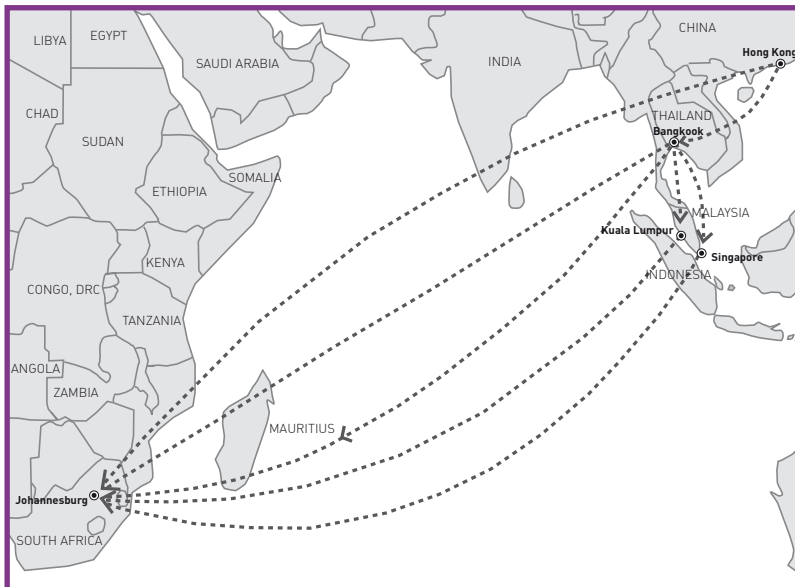 CHINA
LIBYA
EGYPT
Hong Kong
SAUDI ARABIA
INDIA
CHAD
THAILAND
Bangkook
SUDAN
SOMALIA
ETHIOPIA
MALAYSIA
Kuala Lumpur
KENYA
Singapore
INDONESIA
CONGO, DRC
TANZANIA
ANGOLA
ZAMBIA
MAURITIUS
Johannesburg
SOUTH AFRICA